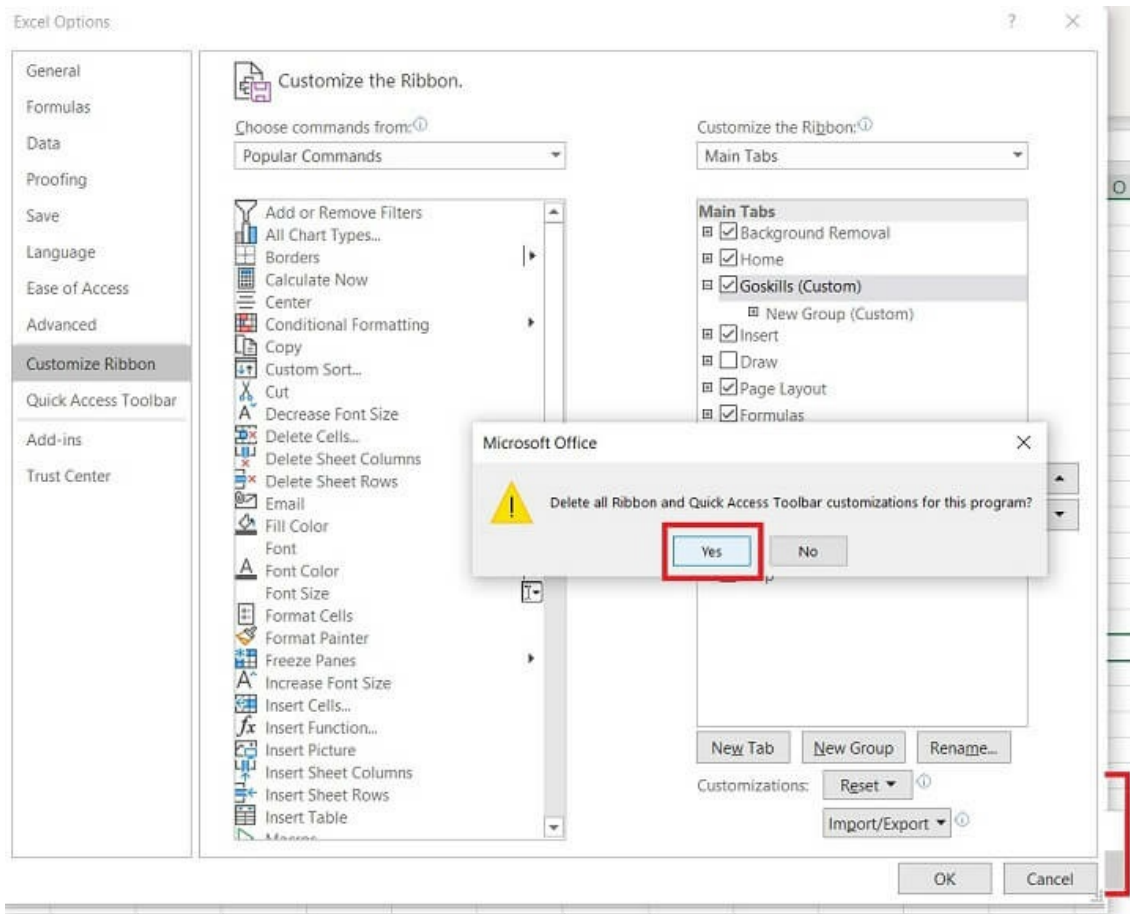 Excel Options
General
Formulas
Data
Proofing
Save
Language
Ease of Access
Advanced
Customize Ribbon
Quick Access Toolbar
Add-ins
Trust Center
Customize the Ribbon.
Choose commands from:
Popular Commands
Add or Remove Filters
All Chart Types...
Borders
Calculate Now
Center
Conditional Formatting
Copy
Custom Sort...
Cut
Decrease Font Size
Delete Cells...
Delete Sheet Columns
Delete Sheet Rows
Email
Fill Color
Font
Font Color
Font Size
Format Cells
Format Painter
Freeze Panes
Increase Font Size
Insert Cells...
Insert Function...
Insert Picture
Insert Sheet Columns
Insert Sheet Rows
Insert Table
Macros
Customize the Ribbon:
Main Tabs
Main Tabs
Background Removal
Home
Goskills (Custom)
New Group (Custom)
Insert
Draw
Page Layout
Formulas
Microsoft Office
Delete all Ribbon and Quick Access Toolbar customizations for this program?
Yes No
New Tab New Group Rename...
Customizations: Reset
Import/Export
OK Cancel
O